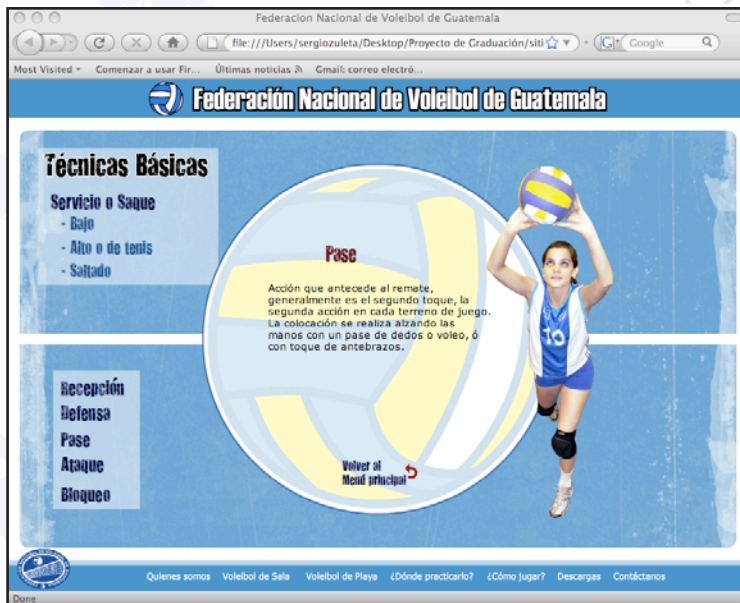 Federacion Nacional de Voleibol de Guatemala
file:///Users/sergiozuleta/Desktop/Proyecto de Graduación/siti
Google
Most Visited
Comenzar a usar Fir...
Últimas noticias
Gmail: correo electró...
Federación Nacional de Voleibol de Guatemala
Técnicas Básicas
Servicio o Saque
- Bajo
- Alto o de tenis
- Saltado
Pase
Acción que antecede al remate,
generalmente es el segundo toque, la
segunda acción en cada terreno de juego.
La colocación se realiza alzando las
manos con un pase de dedos o voleo, ó
con toque de antebrazos.
10
Recepción
Defensa
Pase
Ataque
Bloqueo
Volver al
Menú principal
Quienes somos Voleibol de Sala Voleibol de Playa ¿Dónde practicarlo? ¿Cómo jugar? Descargas Contáctanos
Done